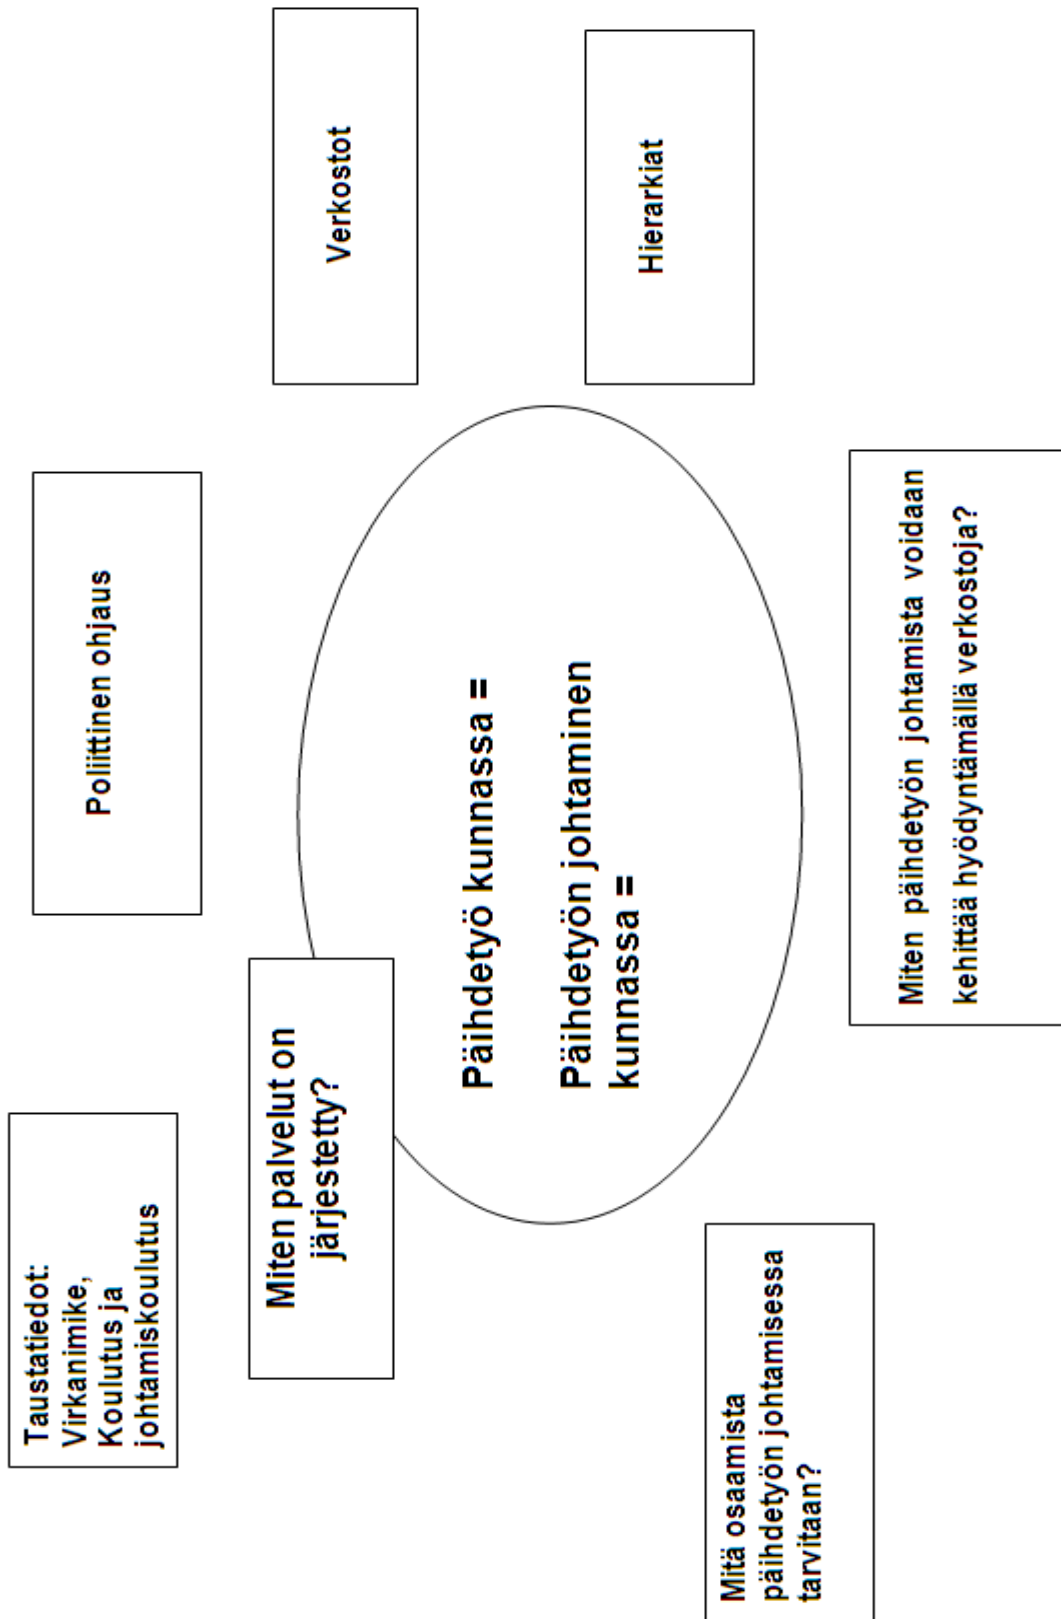 Taustatiedot:
Virkanimike,
Koulutus ja
johtamiskoulutus
Poliittinen ohjaus
Miten palvelut on
järjestetty?
Verkostot
Päihdetyö kunnassa =
Päihdetyön johtaminen
kunnassa =
Hierarkiat
Mitä osaamista
päihdetyön johtamisessa
tarvitaan?
Miten päihdetyön johtamista voidaan
kehittää hyödyntämällä verkostoja?